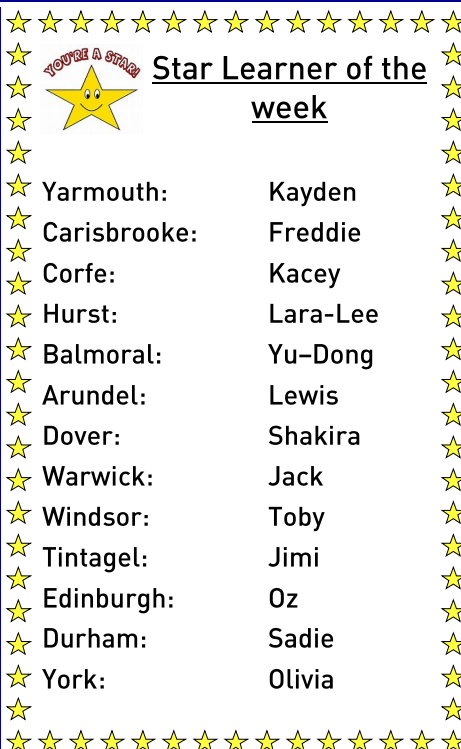 YOU'RE A STAR!
Star Learner of the
week
Yarmouth: Kayden
Carisbrooke: Freddie
Corfe: Kacey
Hurst: Lara-Lee
Balmoral: Yu–Dong
Arundel: Lewis
Dover: Shakira
Warwick: Jack
Windsor: Toby
Tintagel: Jimi
Edinburgh: Oz
Durham: Sadie
York: Olivia